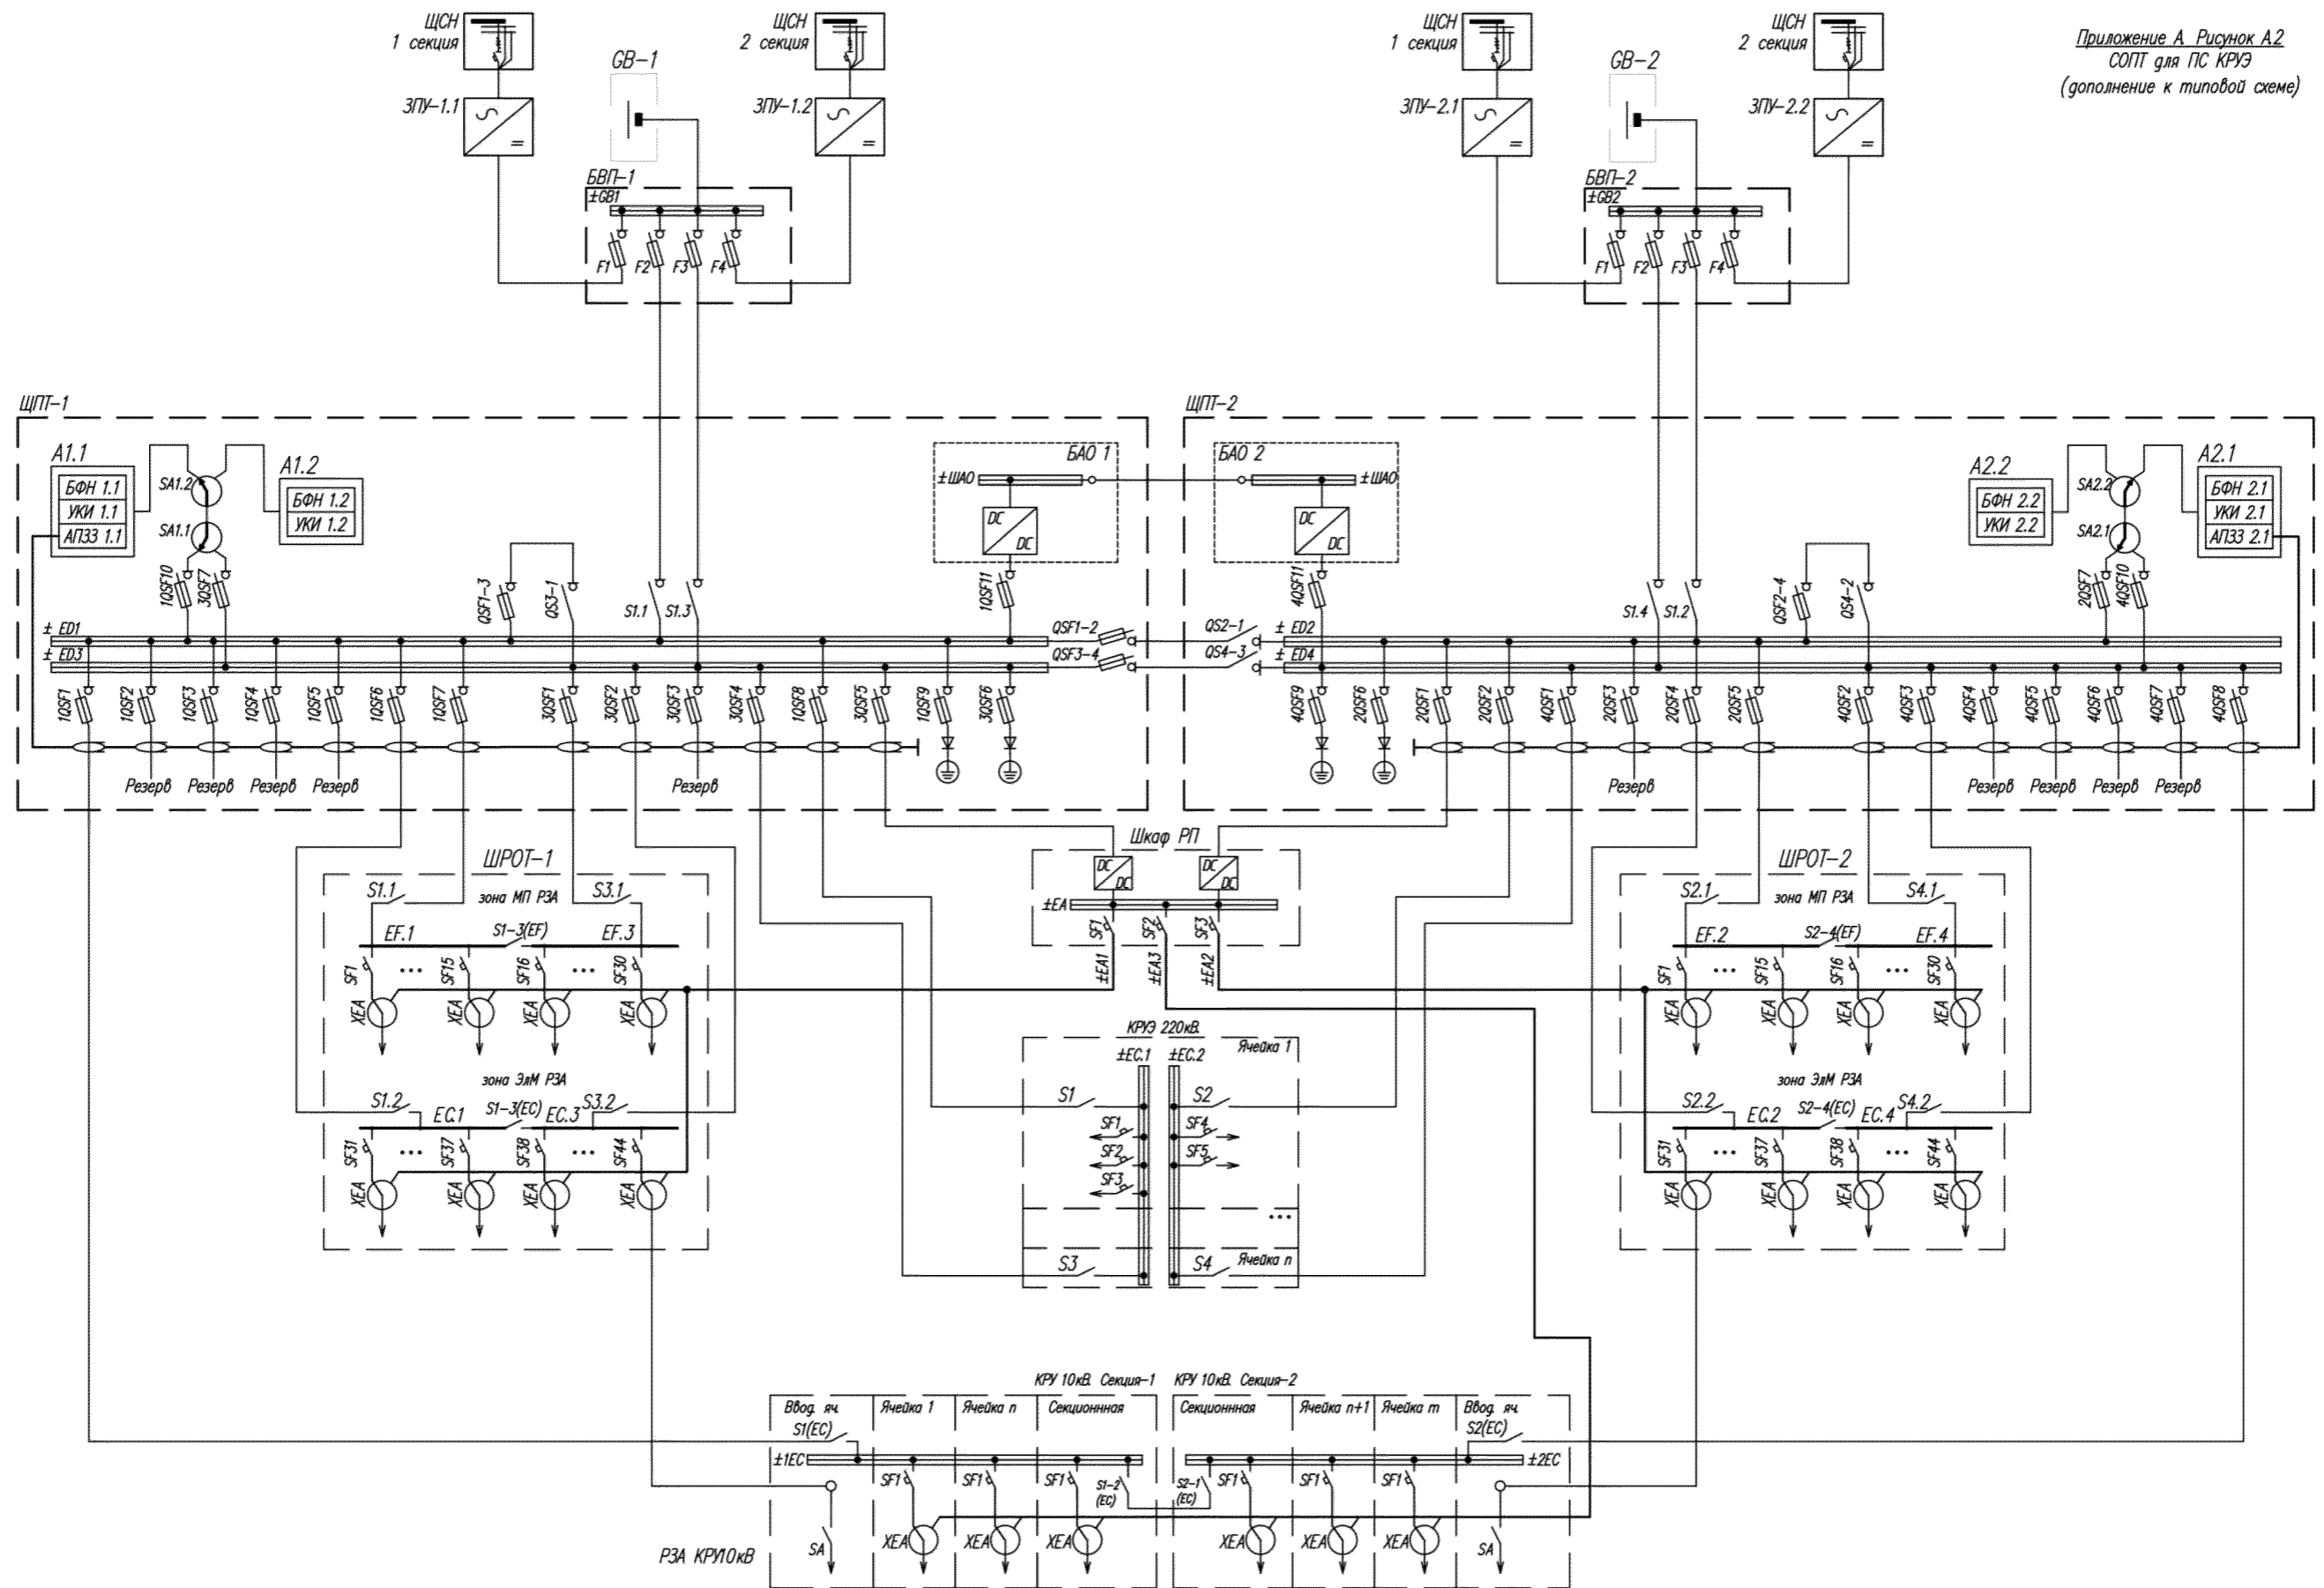 Приложение А. Рисунок А.2
СОПТ для ПС КРУЭ
(дополнение к типовой схеме)
ЩСН
1 секция
ЩСН
2 секция
ЩСН
1 секция
ЩСН
2 секция
GB-1
GB-2
ЗПУ-1.1
ЗПУ-1.2
ЗПУ-2.1
ЗПУ-2.2
=
=
=
=
БВП-1
±GB1
F1
F2
F3
F4
БВП-2
±GB2
F1
F2
F3
F4
ЩПТ-1
A1.1
БФН 1.1
УКИ 1.1
АПЗЗ 1.1
SA1.2
SA1.1
A1.2
БФН 1.2
УКИ 1.2
1QSF10
3QSF7
QSF1-3
QS3-1
S1.1
S1.3
БАО 1
±ШАО
DC
DC
1QSF11
± ED1
± ED3
QSF1-2
QSF3-4
1QSF1
1QSF2
1QSF3
1QSF4
1QSF5
1QSF6
1QSF7
3QSF1
3QSF2
3QSF3
3QSF4
1QSF8
3QSF5
1QSF9
3QSF6
Резерв
Резерв
Резерв
Резерв
Резерв
ЩПТ-2
БАО 2
±ШАО
DC
DC
4QSF11
S1.4
S1.2
QSF2-4
QS4-2
A2.2
БФН 2.2
УКИ 2.2
SA2.2
SA2.1
A2.1
БФН 2.1
УКИ 2.1
АПЗЗ 2.1
2QSF7
4QSF10
QS2-1
QS4-3
± ED2
± ED4
4QSF9
2QSF6
2QSF1
2QSF2
4QSF1
2QSF3
2QSF4
2QSF5
4QSF2
4QSF3
4QSF4
4QSF5
4QSF6
4QSF7
4QSF8
Резерв
Резерв
Резерв
Резерв
Резерв
ШРОТ-1
S1.1
зона МП РЗА
S3.1
EF.1
S1-3(EF)
EF.3
SF1
...
SF15
SF16
...
SF30
XEA
XEA
XEA
XEA
зона ЭлМ РЗА
S1.2
EC.1
S1-3(EC)
EC.3
S3.2
SF31
...
SF37
SF38
...
SF44
XEA
XEA
XEA
XEA
Шкаф РП
DC
DC
DC
DC
±EA
SF1
SF2
SF3
±EA1
±EA3
±EA2
ШРОТ-2
S2.1
зона МП РЗА
S4.1
EF.2
S2-4(EF)
EF.4
SF1
...
SF15
SF16
...
SF30
XEA
XEA
XEA
XEA
зона ЭлМ РЗА
S2.2
EC.2
S2-4(EC)
EC.4
S4.2
SF31
...
SF37
SF38
...
SF44
XEA
XEA
XEA
XEA
КРУЭ 220кВ.
±EC.1
±EC.2
Ячейка 1
S1
S2
SF1
SF4
SF2
SF5
SF3
...
S3
S4
Ячейка n
КРУ 10кВ. Секция-1
КРУ 10кВ. Секция-2
Ввод. яч.
Ячейка 1
Ячейка n
Секционнная
Секционнная
Ячейка n+1
Ячейка m
Ввод. яч.
S1(EC)
S2(EC)
±1EC
±2EC
SF1
SF1
SF1
S1-2
(EC)
S2-1
(EC)
SF1
SF1
SF1
РЗА КРУ10кВ
SA
XEA
XEA
XEA
XEA
XEA
XEA
SA